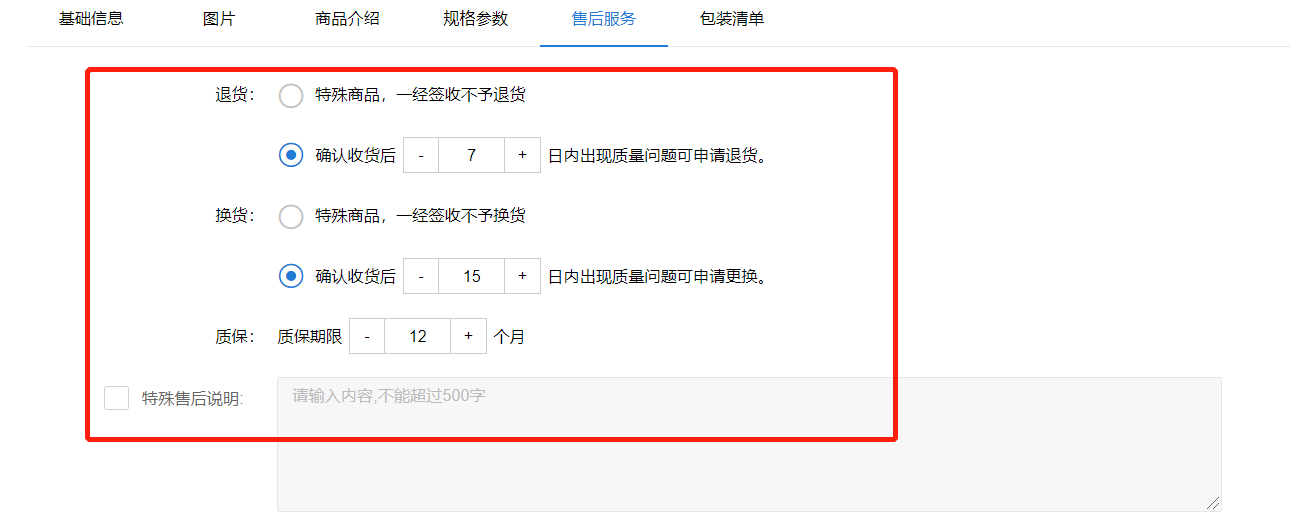 基础信息 图片 商品介绍 规格参数 售后服务 包装清单
退货： 特殊商品，一经签收不予退货
确认收货后 - 7 + 日内出现质量问题可申请退货。
换货： 特殊商品，一经签收不予换货
确认收货后 - 15 + 日内出现质量问题可申请更换。
质保： 质保期限 - 12 + 个月
特殊售后说明: 请输入内容,不能超过500字